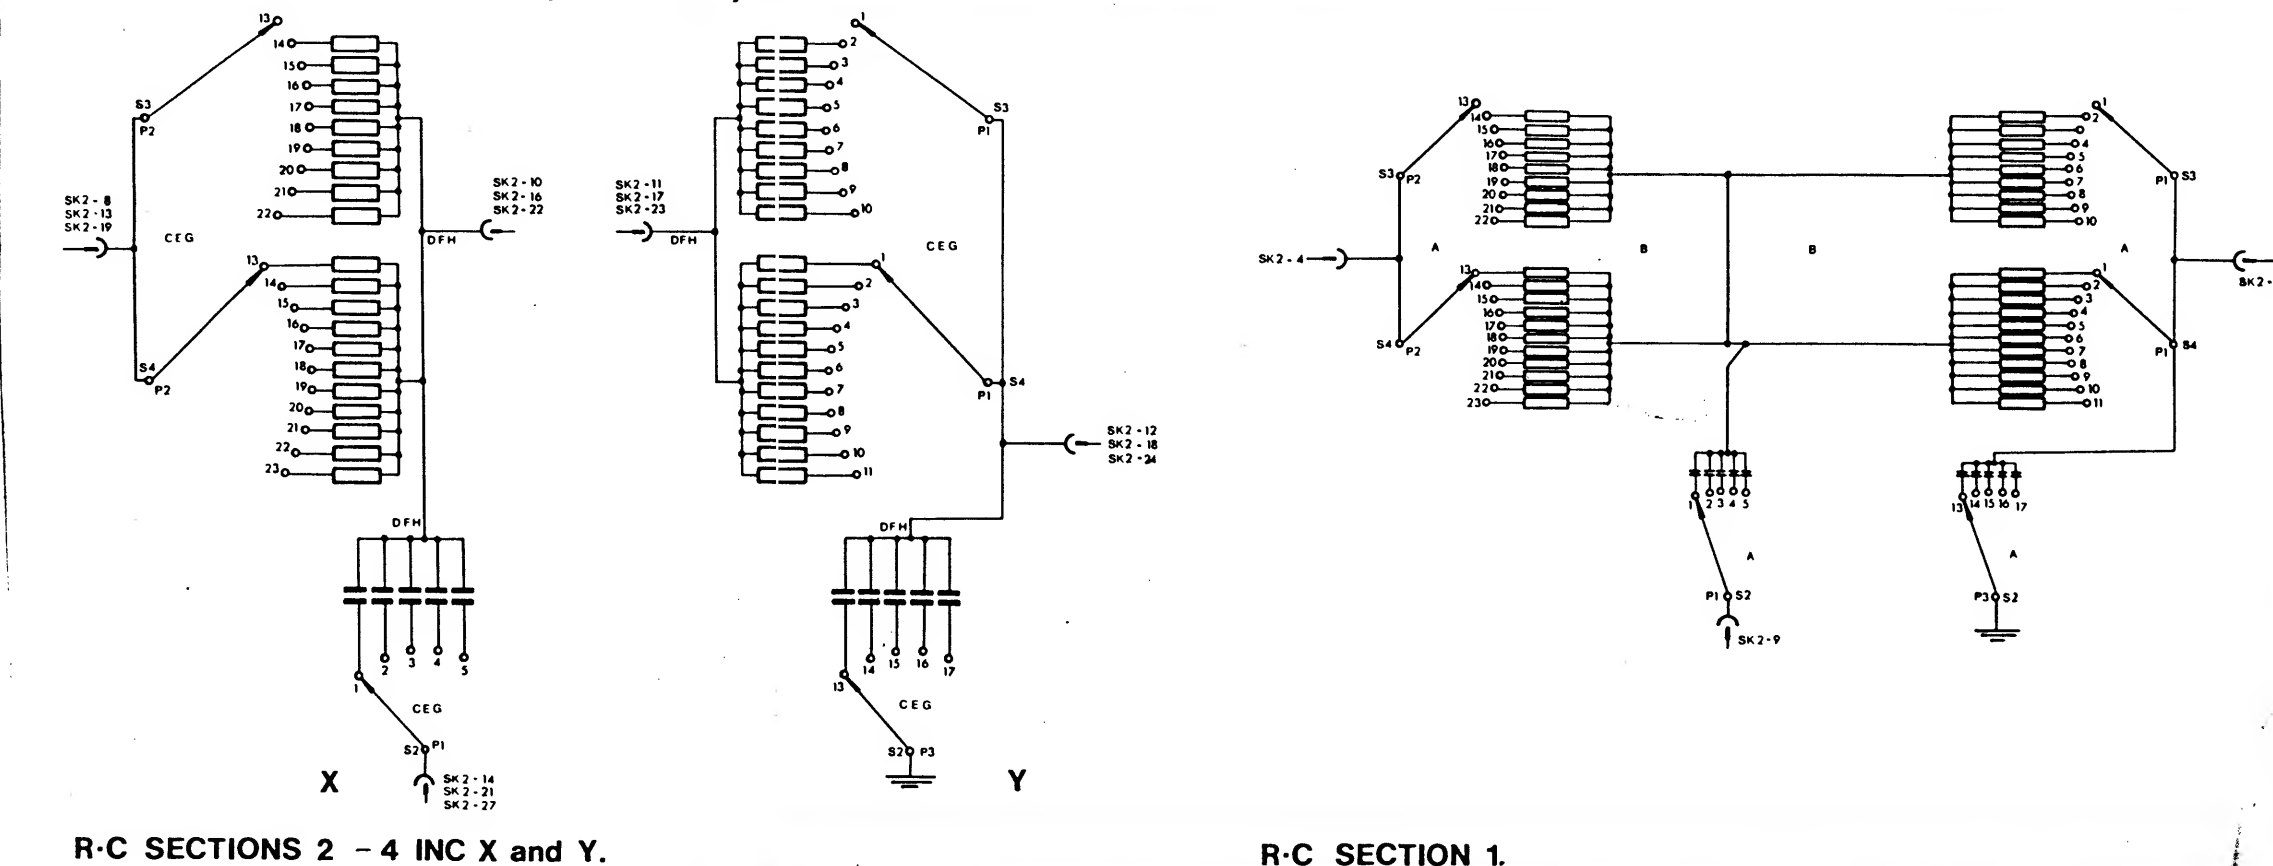 13
14
15
16
17
18
19
20
21
22
S3
P2
SK2 - 8
SK2 - 13
SK2 - 19
CEG
SK2 - 10
SK2 - 16
SK2 - 22
DFH
13
14
15
16
17
18
19
20
21
22
23
S4
P2
DFH
1
2
3
4
5
CEG
S2
P1
SK2 - 14
SK2 - 21
SK2 - 27
X
1
2
3
4
5
6
7
8
9
10
S3
P1
SK2 - 11
SK2 - 17
SK2 - 23
DFH
CEG
1
2
3
4
5
6
7
8
9
10
11
S4
P1
SK2 - 12
SK2 - 18
SK2 - 24
DFH
13
14
15
16
17
CEG
S2
P3
Y
R·C SECTIONS 2 - 4 INC X and Y.
13
14
15
16
17
18
19
20
21
22
S3
P2
SK2 - 4
A
B
B
A
1
2
4
5
6
7
8
9
10
P1
S3
SK2 -
13
14
15
16
17
18
19
20
21
22
23
S4
P2
1
2
3
4
5
6
7
8
9
10
11
P1
S4
1
2
3
4
5
A
P1
S2
SK2-9
13
14
15
16
17
A
P3
S2
R·C SECTION 1.